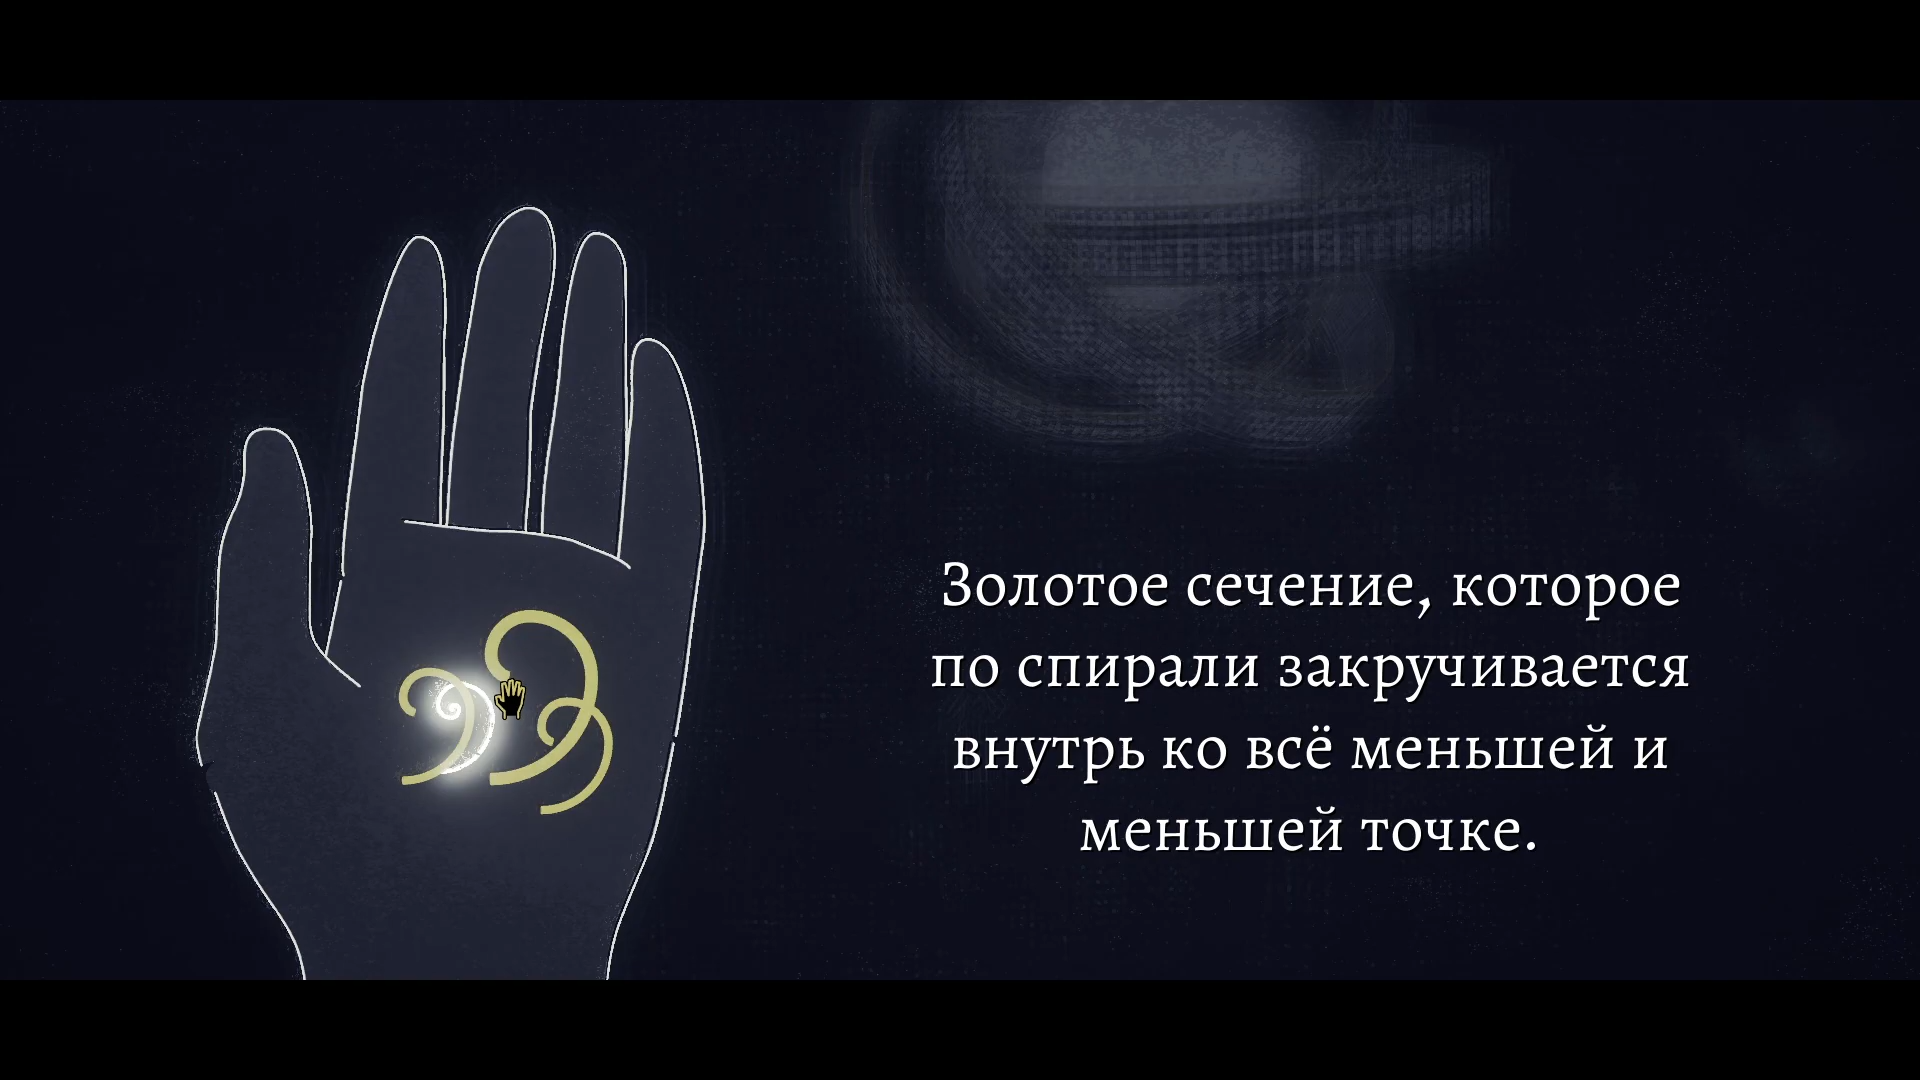 Золотое сечение, которое
по спирали закручивается
внутрь ко всё меньшей и
меньшей точке.